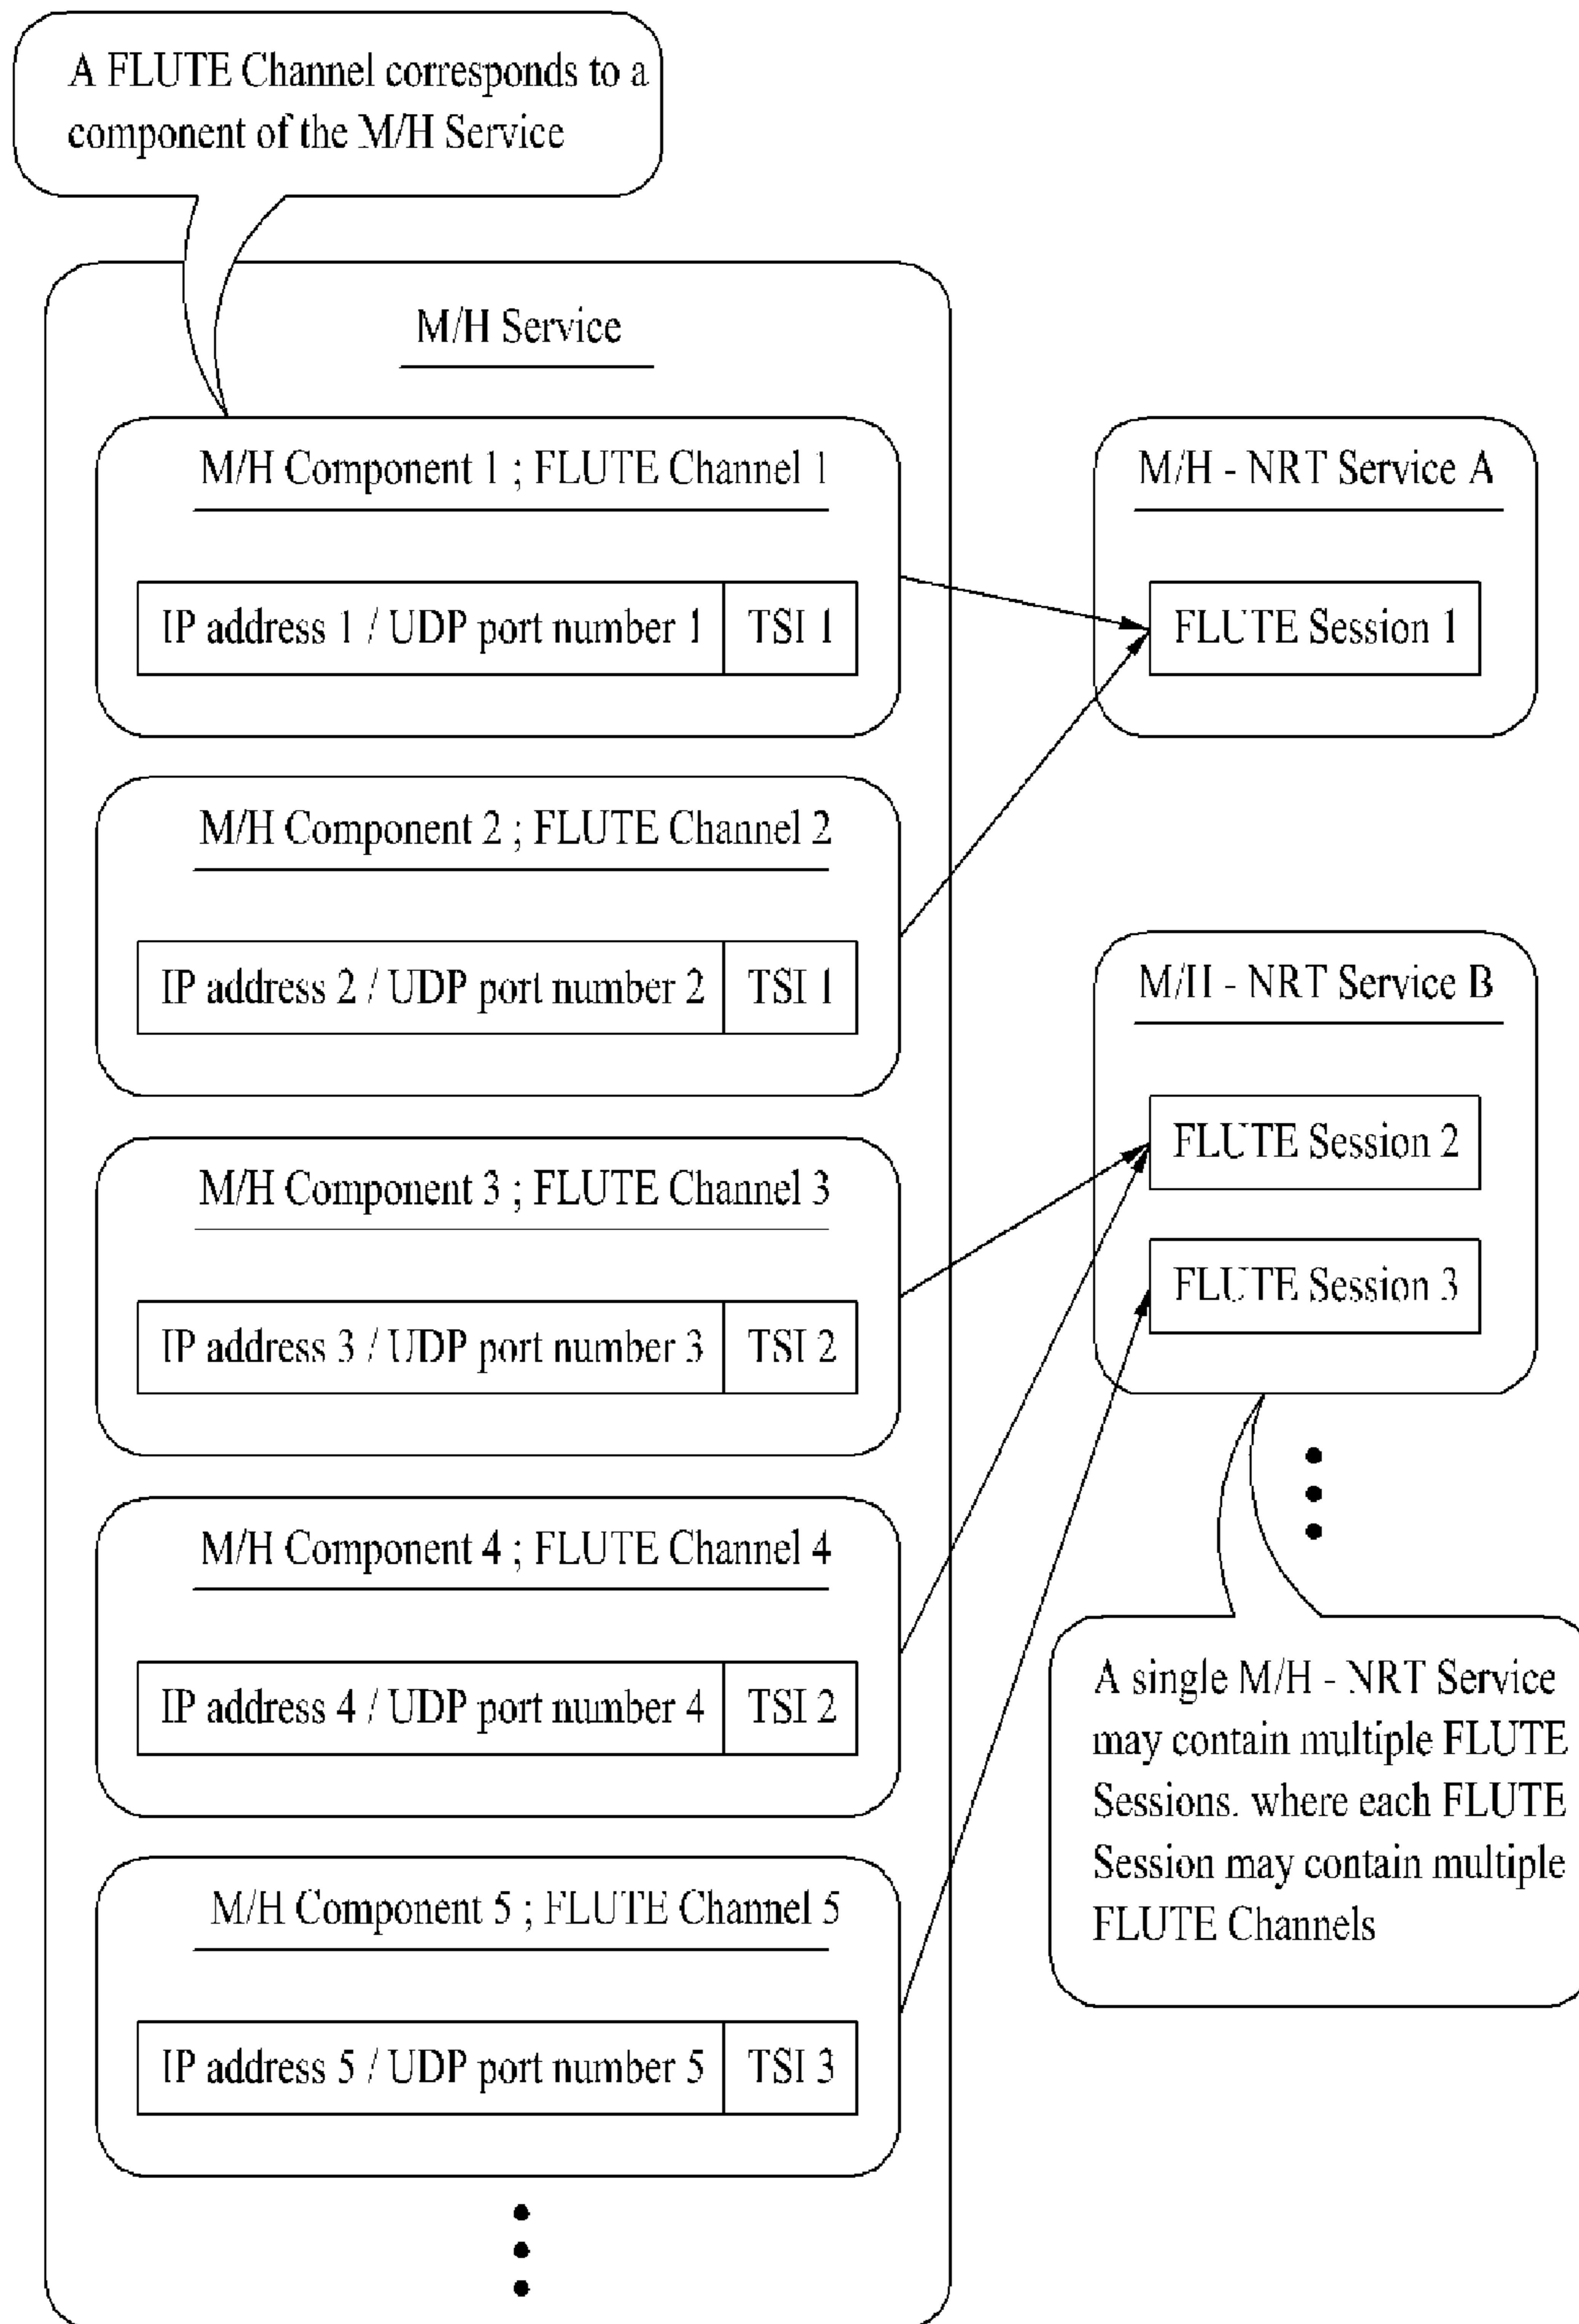 A FLUTE Channel corresponds to a
component of the M/H Service
M/H Service
M/H Component 1 ; FLUTE Channel 1
IP address 1 / UDP port number 1 TSI 1
M/H Component 2 ; FLUTE Channel 2
IP address 2 / UDP port number 2 TSI 1
M/H Component 3 ; FLUTE Channel 3
IP address 3 / UDP port number 3 TSI 2
M/H Component 4 ; FLUTE Channel 4
IP address 4 / UDP port number 4 TSI 2
M/H Component 5 ; FLUTE Channel 5
IP address 5 / UDP port number 5 TSI 3
M/H - NRT Service A
FLUTE Session 1
M/H - NRT Service B
FLUTE Session 2
FLUTE Session 3
A single M/H - NRT Service
may contain multiple FLUTE
Sessions. where each FLUTE
Session may contain multiple
FLUTE Channels